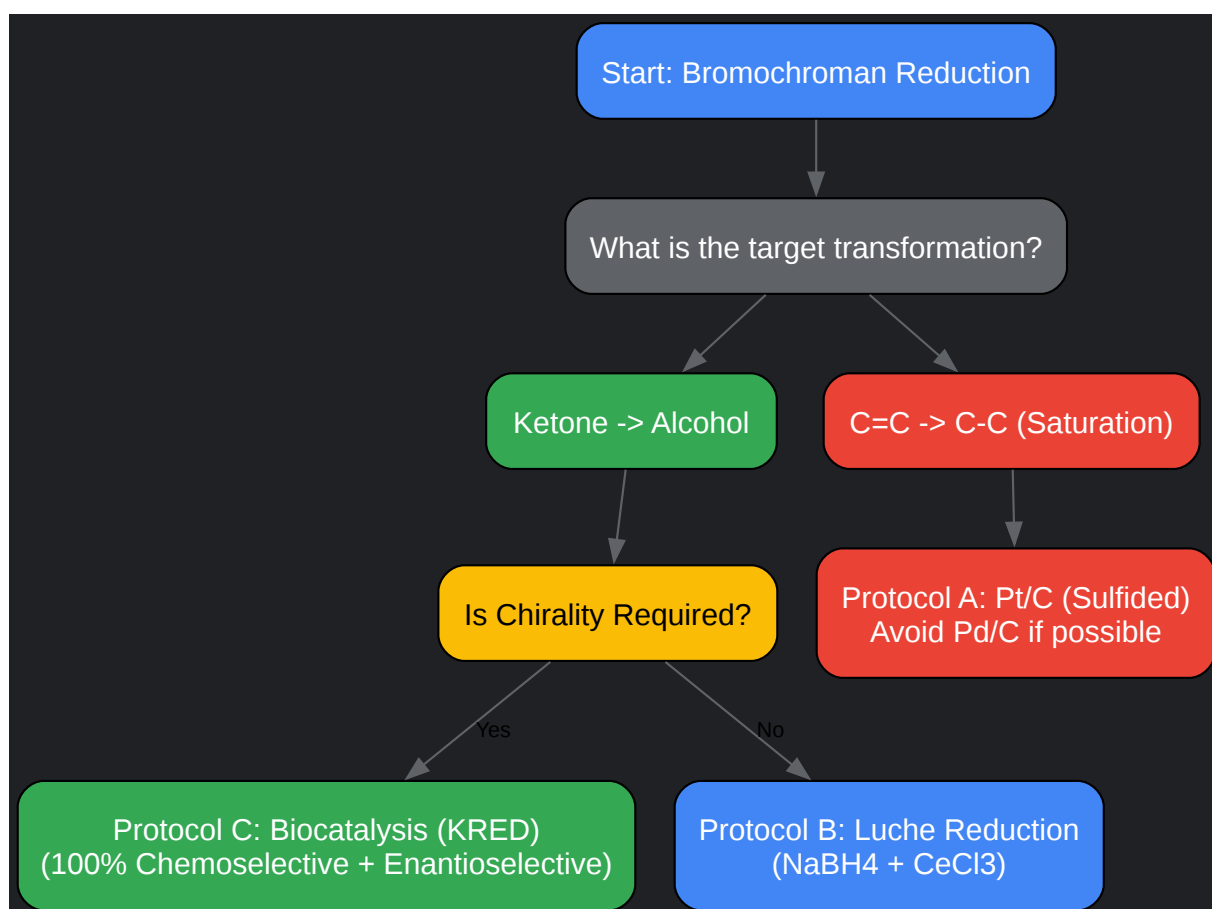 Start: Bromochroman Reduction
What is the target transformation?
Ketone -> Alcohol
C=C -> C-C (Saturation)
Is Chirality Required?
Protocol A: Pt/C (Sulfided)
Avoid Pd/C if possible
Yes
No
Protocol C: Biocatalysis (KRED)
(100% Chemoselective + Enantioselective)
Protocol B: Luche Reduction
(NaBH4 + CeCl3)